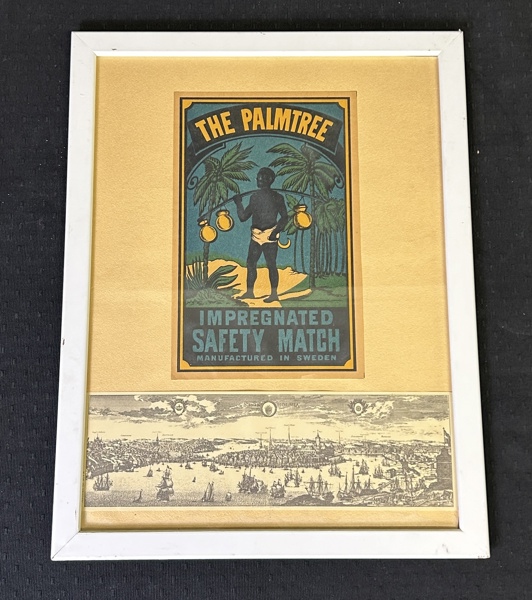 THE PALMTREE
IMPREGNATED
SAFETY MATCH
MANUFACTURED IN SWEDEN